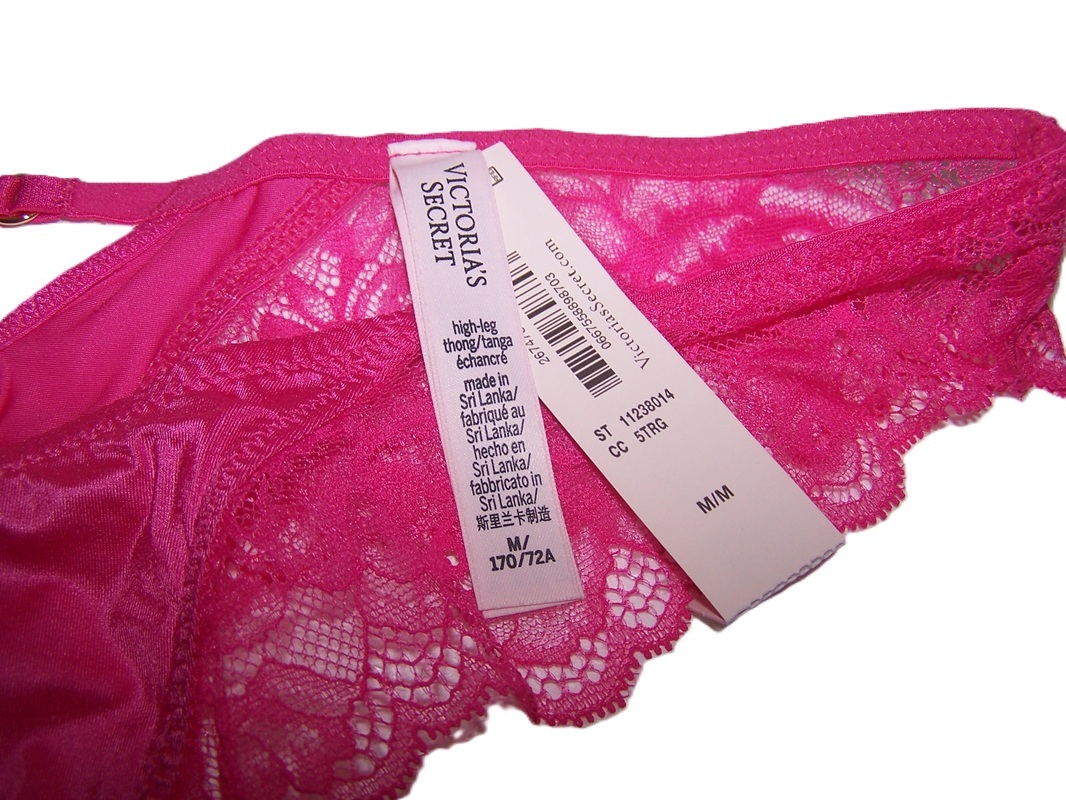 VICTORIA'S
SECRET
high-leg
thong/tanga
échancré
made in
Sri Lanka/
fabriqué au
Sri Lanka/
hecho en
Sri Lanka/
fabbricato in
Sri Lanka/
斯里兰卡制造
M/
170/72A
VictoriasSecret.com
0667558898703
ST 11238014
CC 5TRG
M/M